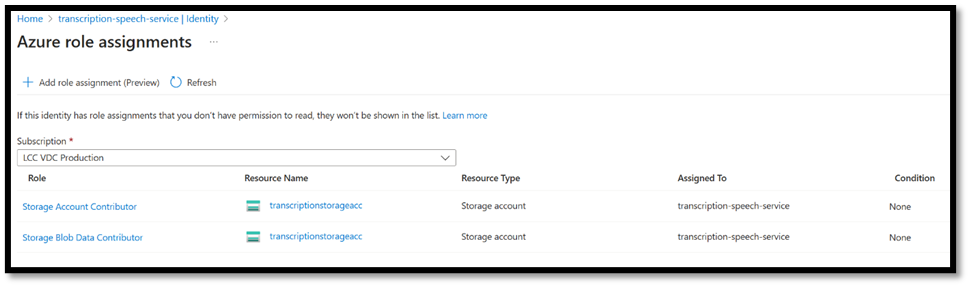 Home > transcription-speech-service | Identity >
Azure role assignments ...
+ Add role assignment (Preview) Refresh
If this identity has role assignments that you don't have permission to read, they won't be shown in the list. Learn more
Subscription *
LCC VDC Production
Role Resource Name Resource Type Assigned To Condition
Storage Account Contributor transcriptionstorageacc Storage account transcription-speech-service None
Storage Blob Data Contributor transcriptionstorageacc Storage account transcription-speech-service None